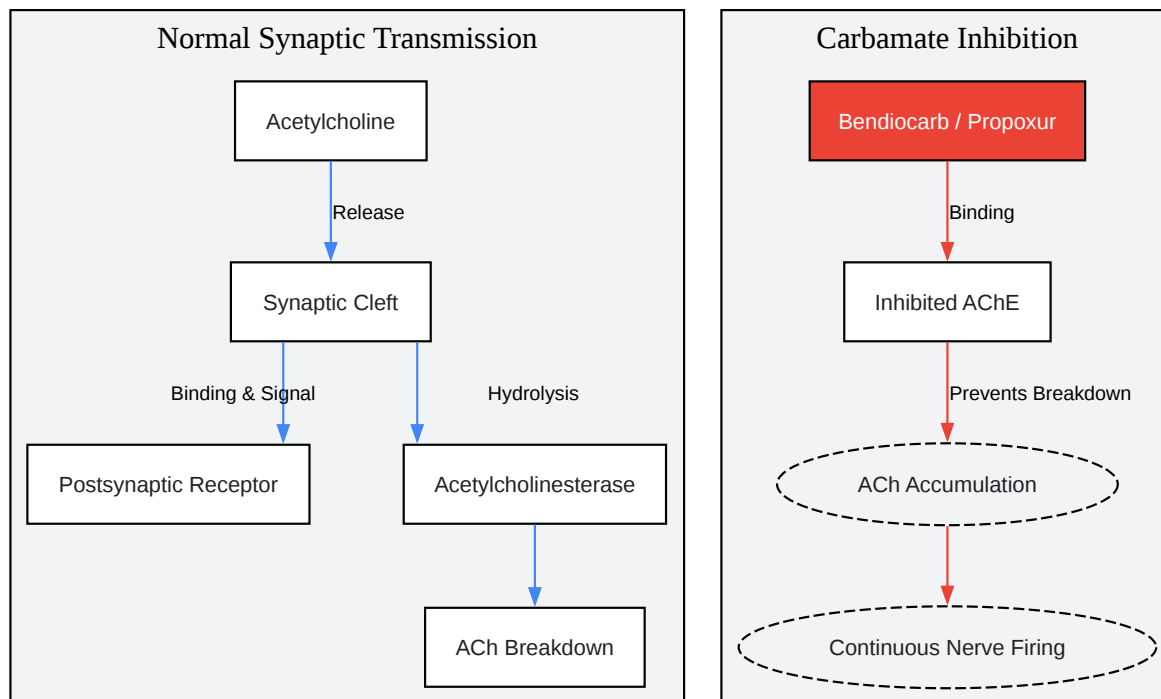 Normal Synaptic Transmission
Acetylcholine
Release
Synaptic Cleft
Binding & Signal
Hydrolysis
Postsynaptic Receptor
Acetylcholinesterase
ACh Breakdown
Carbamate Inhibition
Bendiocarb / Propoxur
Binding
Inhibited AChE
Prevents Breakdown
ACh Accumulation
Continuous Nerve Firing